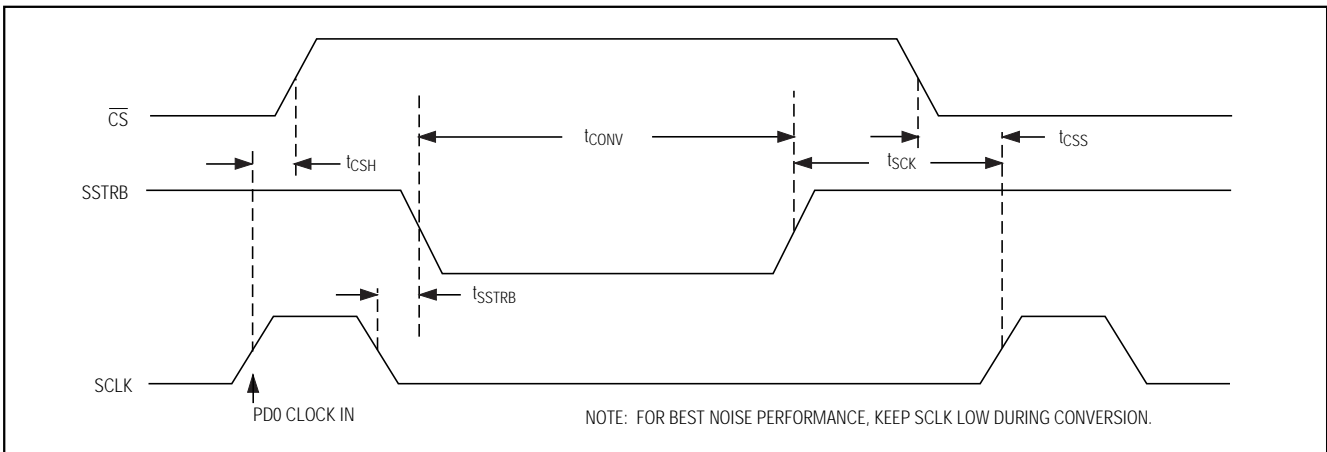 CS
tCONV
tCSS
tCSH
tSCK
SSTRB
tSSTRB
SCLK
PD0 CLOCK IN
NOTE: FOR BEST NOISE PERFORMANCE, KEEP SCLK LOW DURING CONVERSION.